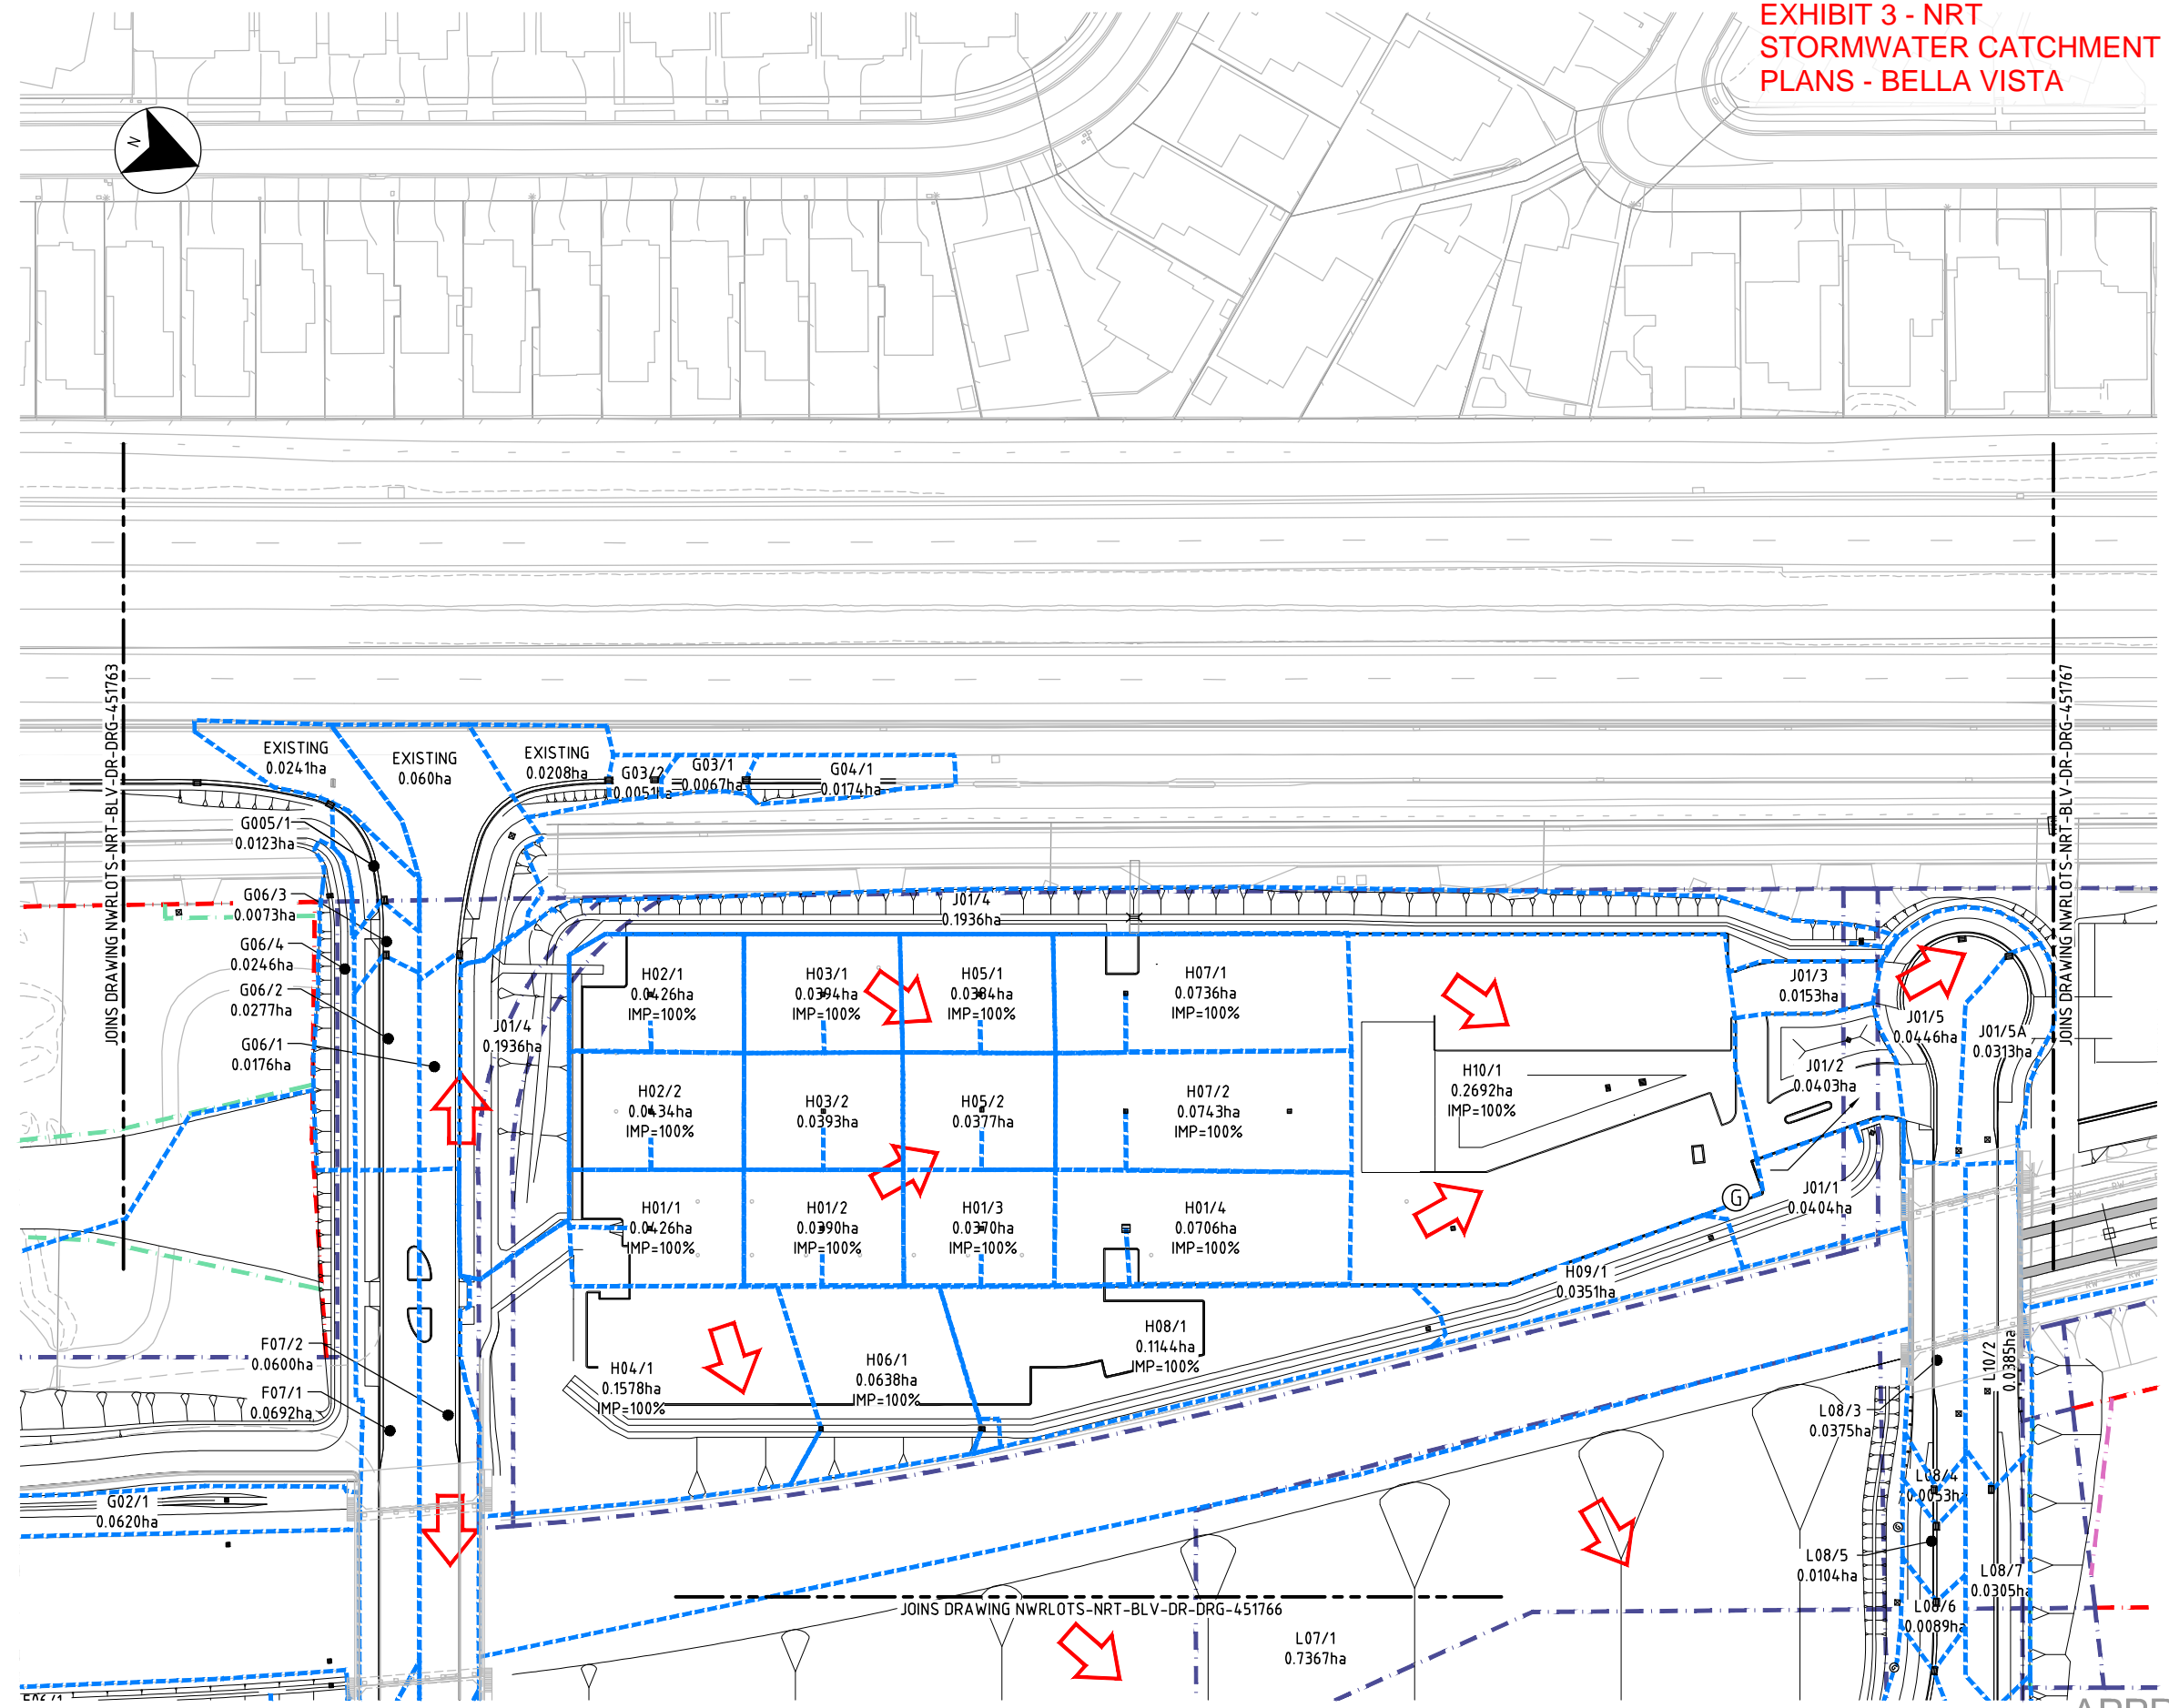 EXHIBIT 3 - NRT
STORMWATER CATCHMENT
PLANS - BELLA VISTA
N
JOINS DRAWING NWRLOTS-NRT-BLV-DR-DRG-451763
JOINS DRAWING NWRLOTS-NRT-BLV-DR-DRG-451767
EXISTING
0.0241ha
EXISTING
0.060ha
EXISTING
0.0208ha
G03/2
0.0051ha
G03/1
0.0067ha
G04/1
0.0174ha
G005/1
0.0123ha
G06/3
0.0073ha
G06/4
0.0246ha
G06/2
0.0277ha
G06/1
0.0176ha
J01/4
0.1936ha
J01/4
0.1936ha
H02/1
0.0426ha
IMP=100%
H03/1
0.0394ha
IMP=100%
H05/1
0.0384ha
IMP=100%
H07/1
0.0736ha
IMP=100%
J01/3
0.0153ha
J01/5
0.0446ha
J01/5A
0.0313ha
H02/2
0.0434ha
IMP=100%
H03/2
0.0393ha
H05/2
0.0377ha
H07/2
0.0743ha
IMP=100%
H10/1
0.2692ha
IMP=100%
J01/2
0.0403ha
H01/1
0.0426ha
IMP=100%
H01/2
0.0390ha
IMP=100%
H01/3
0.0370ha
IMP=100%
H01/4
0.0706ha
IMP=100%
G
J01/1
0.0404ha
RW
RW
RW
RW
H09/1
0.0351ha
F07/2
0.0600ha
F07/1
0.0692ha
H04/1
0.1578ha
IMP=100%
H06/1
0.0638ha
IMP=100%
H08/1
0.1144ha
IMP=100%
L10/2
0.0385ha
L08/3
0.0375ha
L08/4
0.0053ha
G02/1
0.0620ha
L08/5
0.0104ha
L08/7
0.0305ha
L08/6
0.0089ha
JOINS DRAWING NWRLOTS-NRT-BLV-DR-DRG-451766
L07/1
0.7367ha